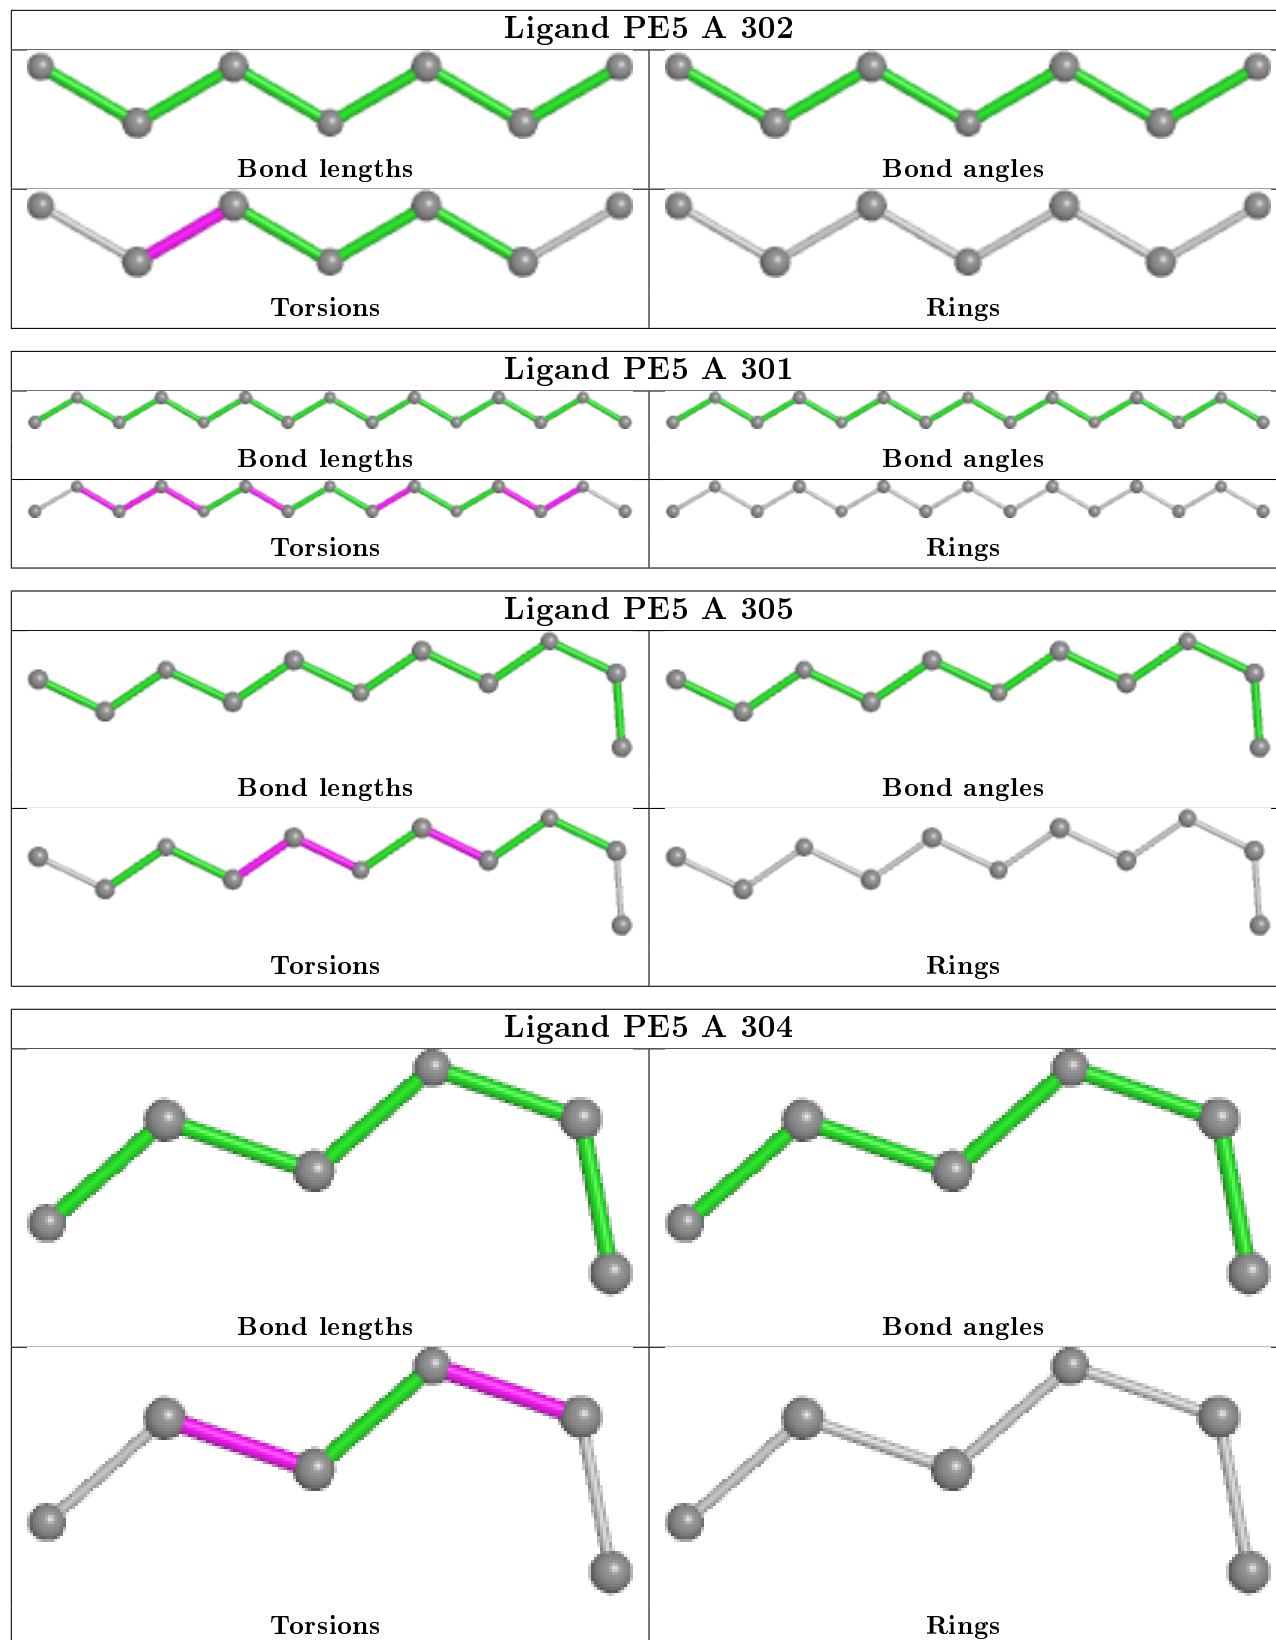 Ligand PE5 A 302
Bond lengths
Bond angles
Torsions
Rings
Ligand PE5 A 301
Bond lengths
Bond angles
Torsions
Rings
Ligand PE5 A 305
Bond lengths
Bond angles
Torsions
Rings
Ligand PE5 A 304
Bond lengths
Bond angles
Torsions
Rings